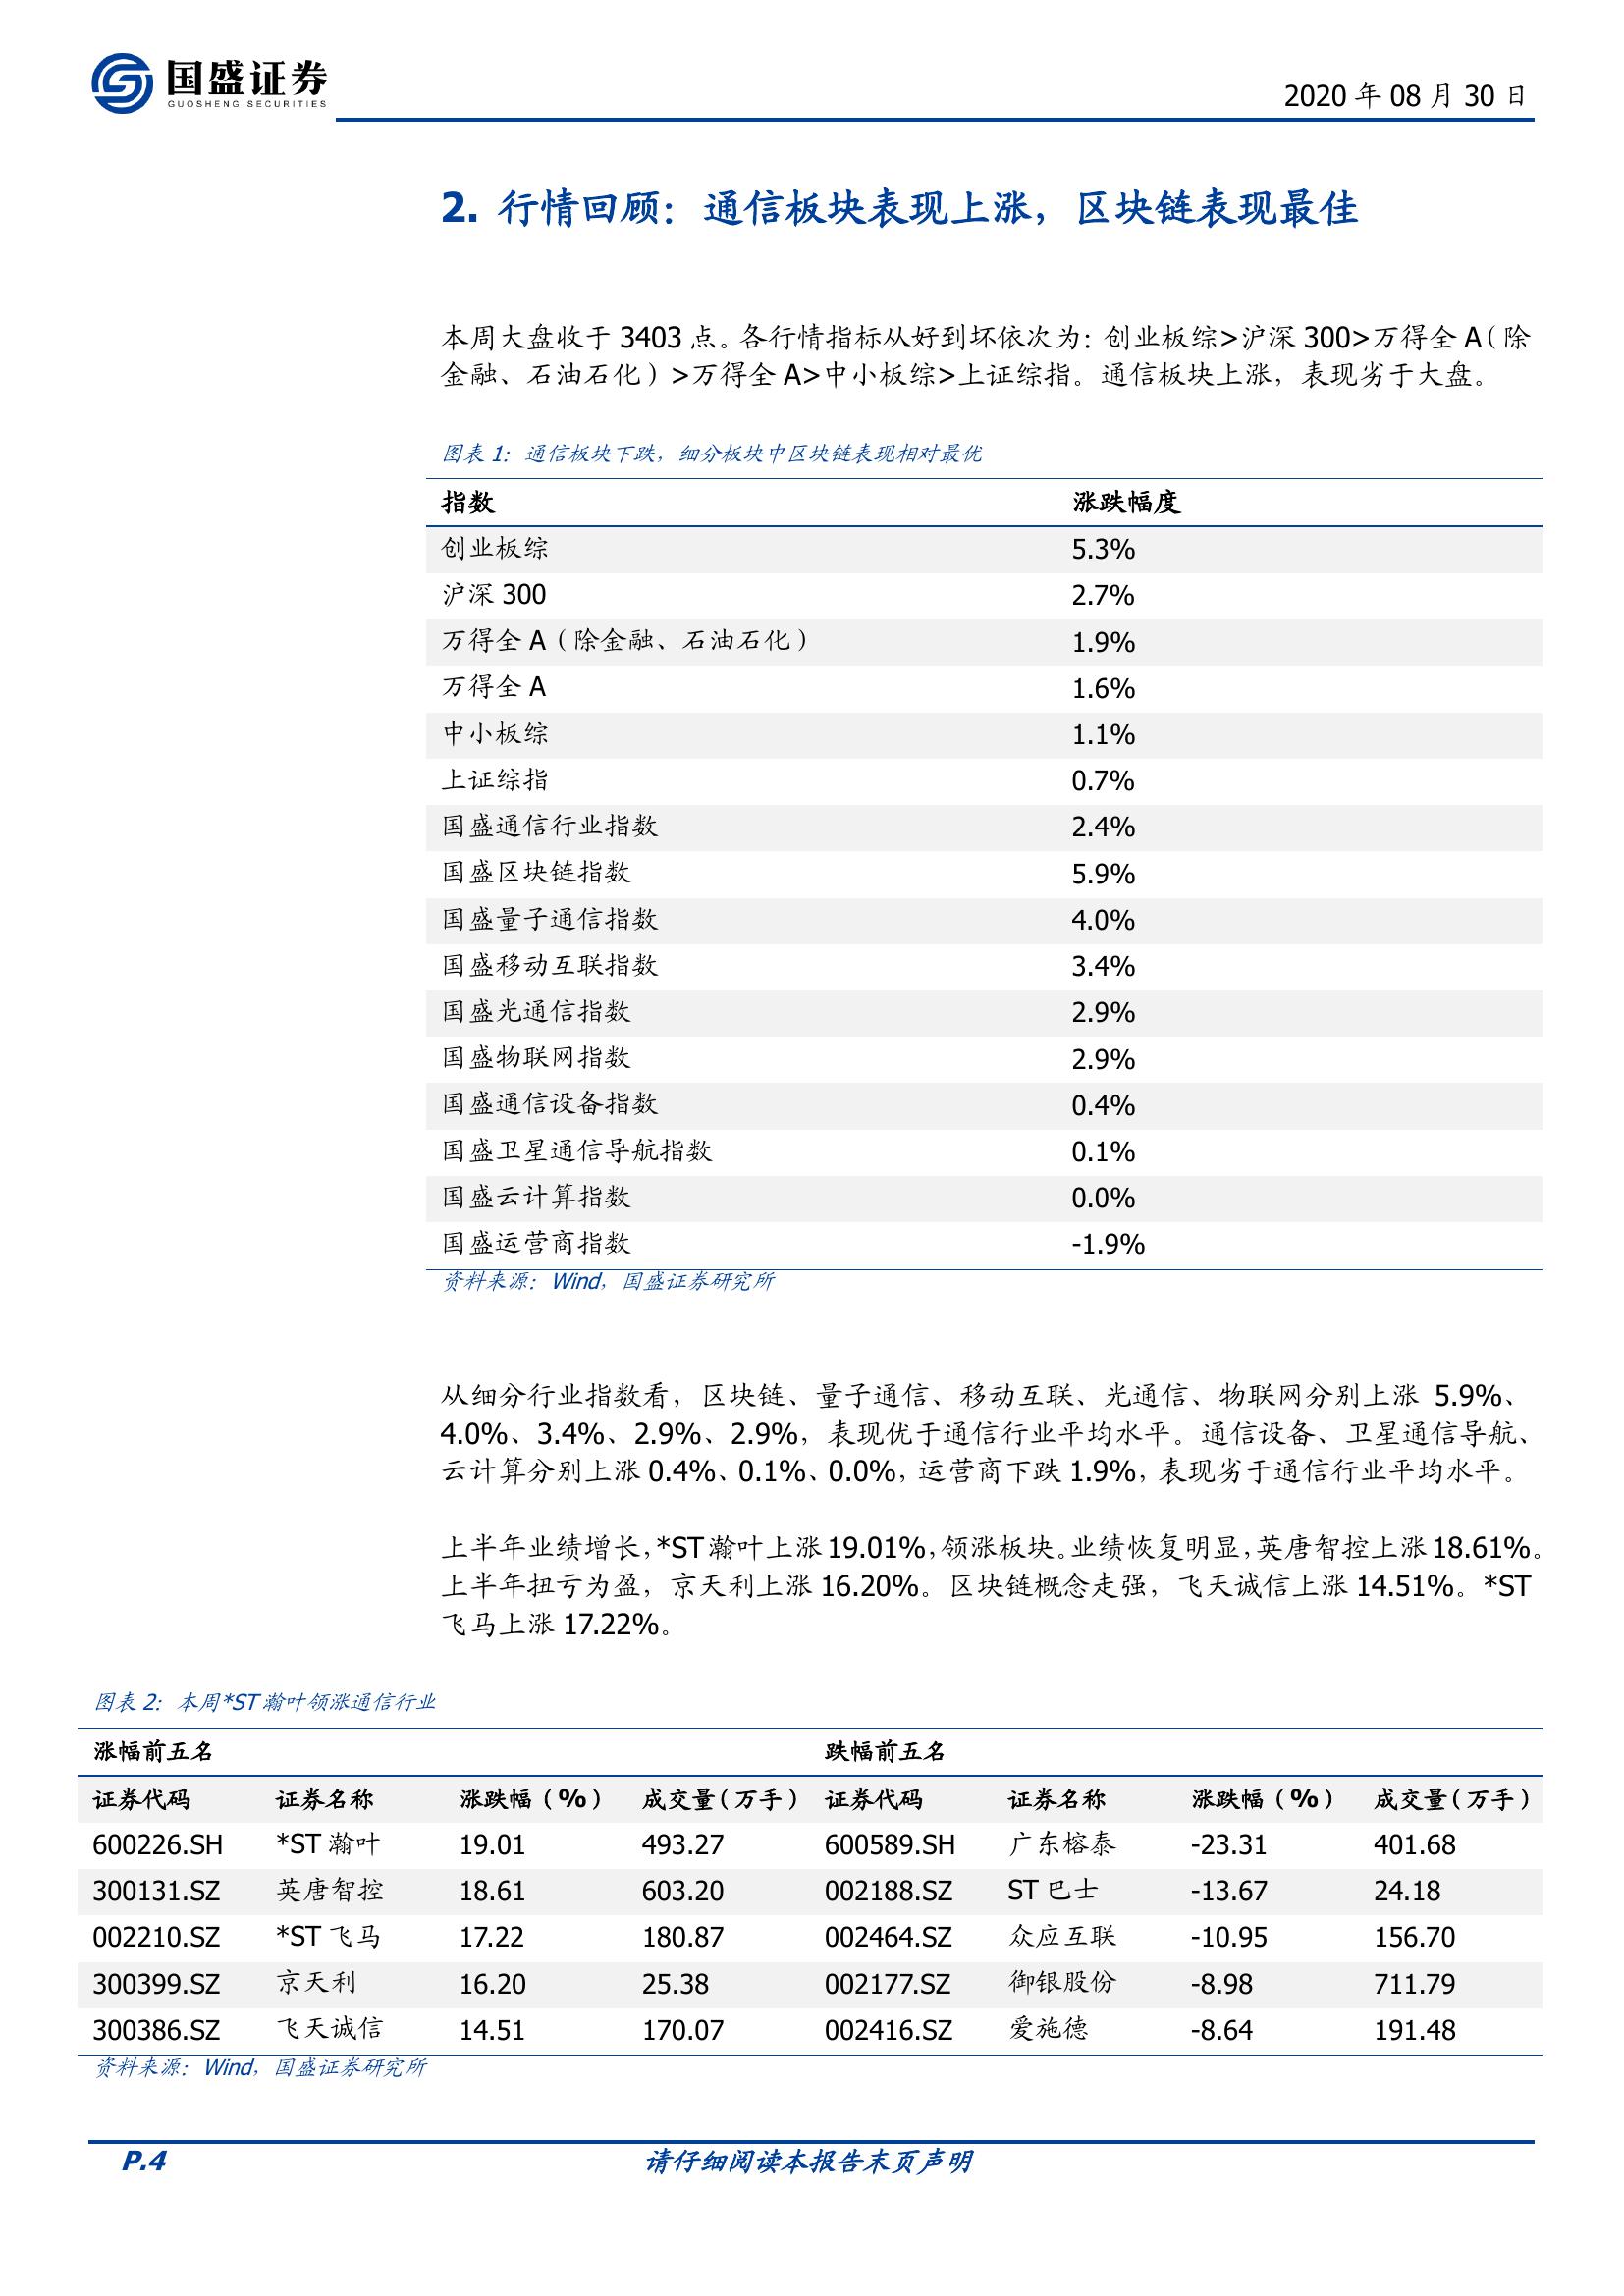 国盛证券
GUOSHENG SECURITIES
2020 年 08 月 30 日
2. 行情回顾：通信板块表现上涨，区块链表现最佳
本周大盘收于 3403 点。各行情指标从好到坏依次为：创业板综>沪深 300>万得全 A（除
金融、石油石化）>万得全 A>中小板综>上证综指。通信板块上涨，表现劣于大盘。
图表 1：通信板块下跌，细分板块中区块链表现相对最优
指数 涨跌幅度
创业板综 5.3%
沪深 300 2.7%
万得全 A（除金融、石油石化） 1.9%
万得全 A 1.6%
中小板综 1.1%
上证综指 0.7%
国盛通信行业指数 2.4%
国盛区块链指数 5.9%
国盛量子通信指数 4.0%
国盛移动互联指数 3.4%
国盛光通信指数 2.9%
国盛物联网指数 2.9%
国盛通信设备指数 0.4%
国盛卫星通信导航指数 0.1%
国盛云计算指数 0.0%
国盛运营商指数 -1.9%
资料来源：Wind，国盛证券研究所
从细分行业指数看，区块链、量子通信、移动互联、光通信、物联网分别上涨 5.9%、
4.0%、3.4%、2.9%、2.9%，表现优于通信行业平均水平。通信设备、卫星通信导航、
云计算分别上涨 0.4%、0.1%、0.0%，运营商下跌 1.9%，表现劣于通信行业平均水平。
上半年业绩增长，*ST 瀚叶上涨 19.01%，领涨板块。业绩恢复明显，英唐智控上涨 18.61%。
上半年扭亏为盈，京天利上涨 16.20%。区块链概念走强，飞天诚信上涨 14.51%。*ST
飞马上涨 17.22%。
图表 2：本周*ST 瀚叶领涨通信行业
涨幅前五名 跌幅前五名
证券代码 证券名称 涨跌幅（%） 成交量（万手） 证券代码 证券名称 涨跌幅（%） 成交量（万手）
600226.SH *ST 瀚叶 19.01 493.27 600589.SH 广东榕泰 -23.31 401.68
300131.SZ 英唐智控 18.61 603.20 002188.SZ ST 巴士 -13.67 24.18
002210.SZ *ST 飞马 17.22 180.87 002464.SZ 众应互联 -10.95 156.70
300399.SZ 京天利 16.20 25.38 002177.SZ 御银股份 -8.98 711.79
300386.SZ 飞天诚信 14.51 170.07 002416.SZ 爱施德 -8.64 191.48
资料来源：Wind，国盛证券研究所
P.4 请仔细阅读本报告末页声明